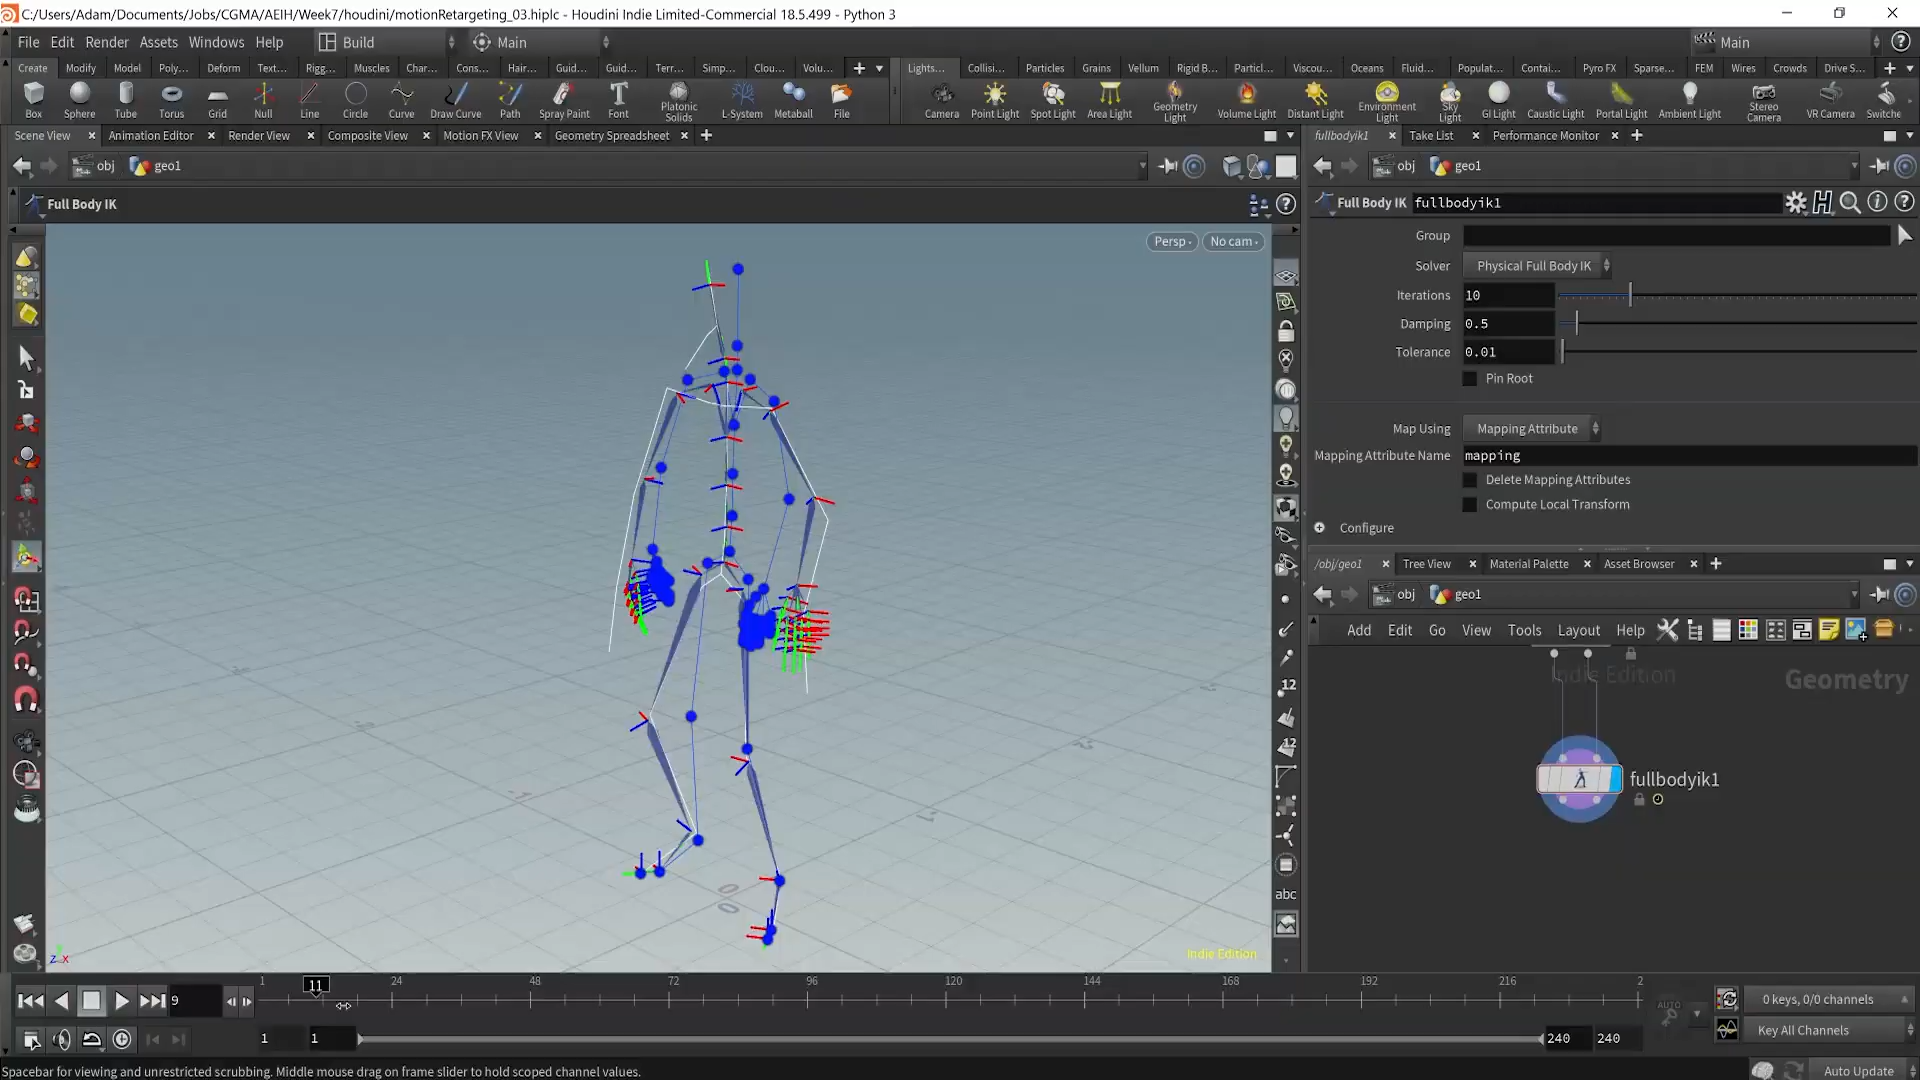 C:/Users/Adam/Documents/Jobs/CGMA/AEIH/Week7/houdini/motionRetargeting_03.hiplc - Houdini Indie Limited-Commercial 18.5.499 - Python 3
File Edit Render Assets Windows Help Build Main Main
Create Modify Model Poly... Deform Text... Rigg... Muscles Char... Cons... Hair... Guid... Guid... Terr... Simp... Clou... Volu... Lights... Collisi... Particles Grains Vellum Rigid B... Particl... Viscou... Oceans Fluid... Populat... Contai... Pyro FX Sparse... FEM Wires Crowds Drive S...
Box Sphere Tube Torus Grid Null Line Circle Curve Draw Curve Path Spray Paint Font Platonic Solids L-System Metaball File Camera Point Light Spot Light Area Light Geometry Light Volume Light Distant Light Environment Light Sky Light GI Light Caustic Light Portal Light Ambient Light Stereo Camera VR Camera Switche
Scene View Animation Editor Render View Composite View Motion FX View Geometry Spreadsheet
obj geo1
Full Body IK
Persp No cam
12
12
abc
Indie Edition
fullbodyik1 Take List Performance Monitor
obj geo1
Full Body IK fullbodyik1
Group
Solver Physical Full Body IK
Iterations 10
Damping 0.5
Tolerance 0.01
Pin Root
Map Using Mapping Attribute
Mapping Attribute Name mapping
Delete Mapping Attributes
Compute Local Transform
Configure
/obj/geo1 Tree View Material Palette Asset Browser
obj geo1
Add Edit Go View Tools Layout Help
Indie Edition Geometry
fullbodyik1
1 11 24 48 72 96 120 144 168 192 216 2
9
AUTO
0 keys, 0/0 channels
1 1 240 240
Key All Channels
Spacebar for viewing and unrestricted scrubbing. Middle mouse drag on frame slider to hold scoped channel values.
Auto Update